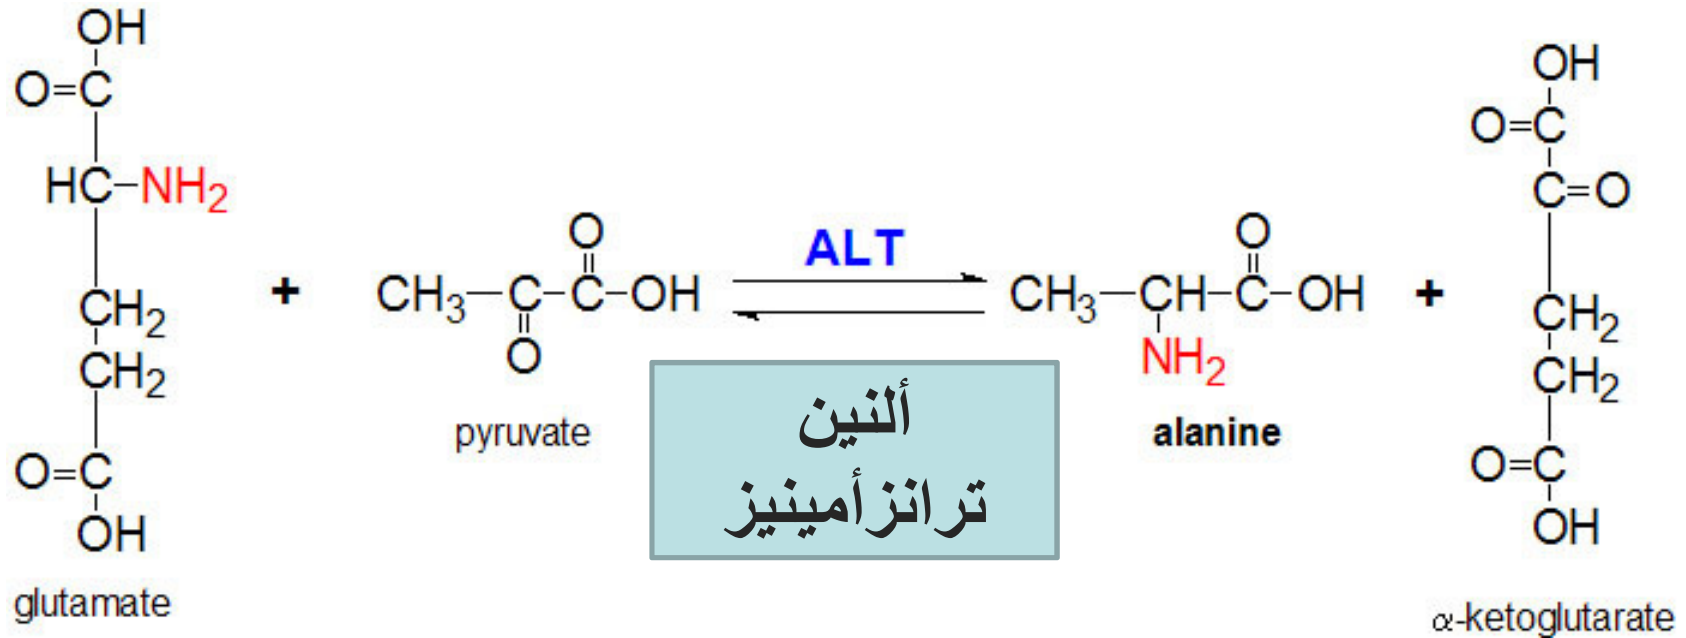 OH
O=C
HC–NH2
CH2
CH2
O=C
OH
glutamate
+
O
CH3–C–C–OH
O
pyruvate
ALT
ألنين
ترانزأمينيز
O
CH3–CH–C–OH
NH2
alanine
+
OH
O=C
C=O
CH2
CH2
O=C
OH
α-ketoglutarate